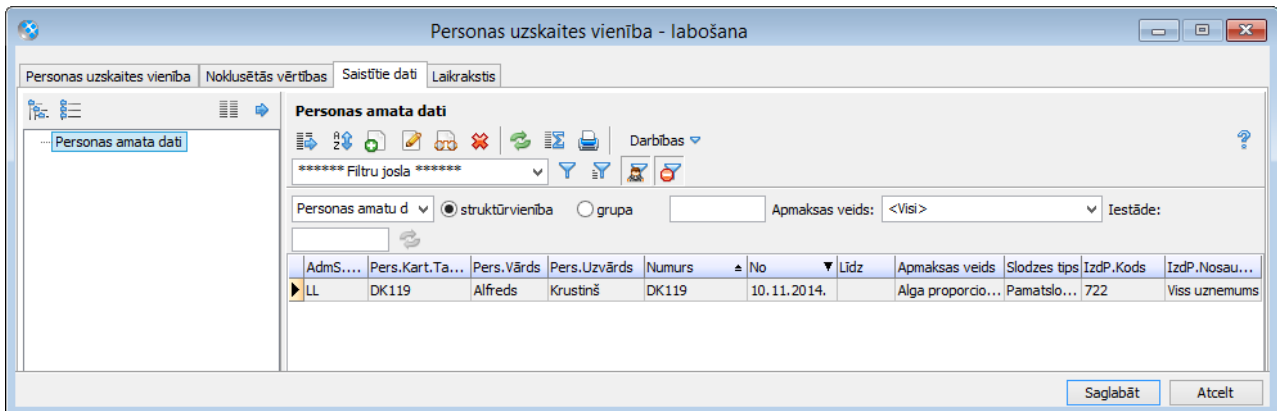 Personas uzskaites vienība - labošana
Personas uzskaites vienība Noklusētās vērtības Saistītie dati Laikrakstis
Personas amata dati
Personas amata dati
Darbības
****** Filtru josla ******
Personas amatu d struktūrvienība grupa Apmaksas veids: <Visi> Iestāde:
AdmS.... Pers.Kart.Ta... Pers.Vārds Pers.Uzvārds Numurs No Līdz Apmaksas veids Slodzes tips IzdP.Kods IzdP.Nosau...
LL DK119 Alfreds Krustinš DK119 10.11.2014. Alga proporcio... Pamatslo... 722 Viss uznemums
Saglabāt Atcelt